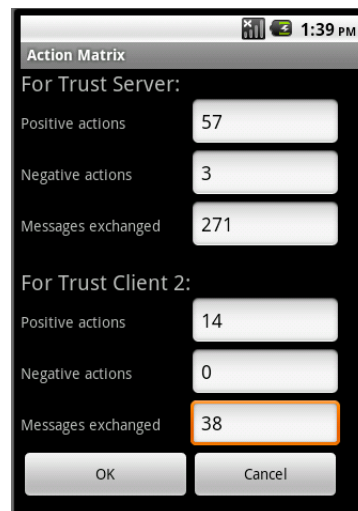 1:39 PM
Action Matrix
For Trust Server:
Positive actions 57
Negative actions 3
Messages exchanged 271
For Trust Client 2:
Positive actions 14
Negative actions 0
Messages exchanged 38
OK Cancel